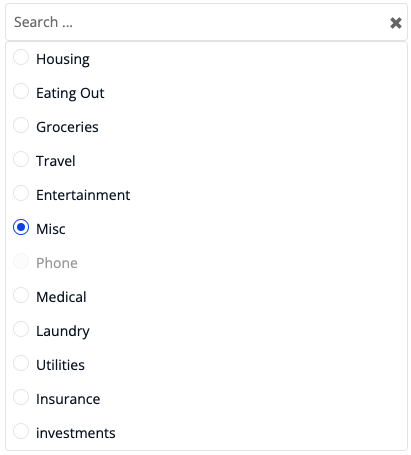 Search ...
Housing
Eating Out
Groceries
Travel
Entertainment
Misc
Phone
Medical
Laundry
Utilities
Insurance
investments